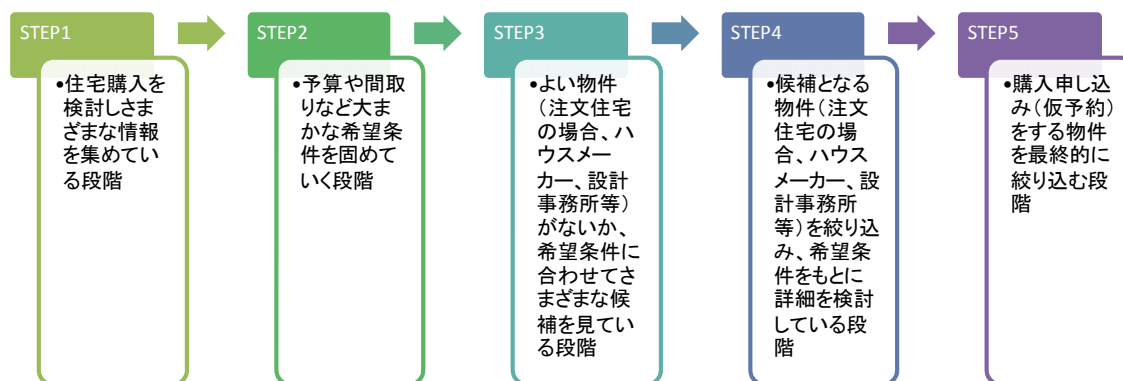 STEP1
•住宅購入を
検討しさま
ざまな情報
を集めてい
る段階
STEP2
•予算や間取
りなど大ま
かな希望条
件を固めて
いく段階
STEP3
•よい物件
（注文住宅
の場合、ハ
ウスメー
カー、設計
事務所等）
がないか、
希望条件に
合わせてさ
まざまな候
補を見てい
る段階
STEP4
•候補となる
物件（注文
住宅の場
合、ハウス
メーカー、設
計事務所
等）を絞り込
み、希望条
件をもとに
詳細を検討
している段
階
STEP5
•購入申し込
み（仮予約）
をする物件
を最終的に
絞り込む段
階